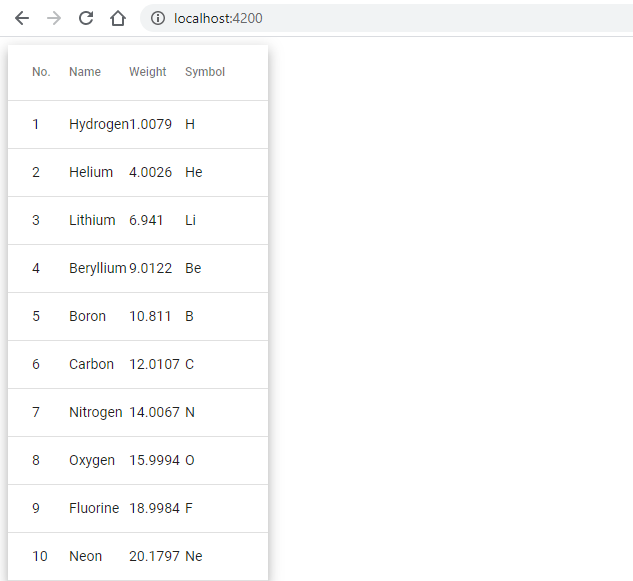 localhost:4200
No. Name Weight Symbol
1 Hydrogen 1.0079 H
2 Helium 4.0026 He
3 Lithium 6.941 Li
4 Beryllium 9.0122 Be
5 Boron 10.811 B
6 Carbon 12.0107 C
7 Nitrogen 14.0067 N
8 Oxygen 15.9994 O
9 Fluorine 18.9984 F
10 Neon 20.1797 Ne